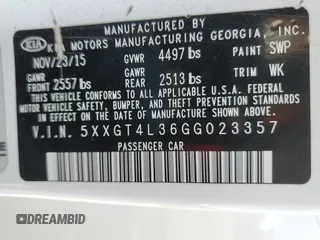 MANUFACTURED BY
KIA KIA MOTORS MANUFACTURING GEORGIA, INC.
NOV/23/15 GVWR 4497 lbs PAINT SWP
GAWR FRONT 2557 lbs GAWR REAR 2513 lbs TRIM WK
THIS VEHICLE CONFORMS TO ALL APPLICABLE FEDERAL
MOTOR VEHICLE SAFETY, BUMPER, AND THEFT PREVENTION
STANDARDS IN EFFECT ON THE DATE OF MANUFACTURE SHOWN ABOVE.
V.I.N. 5XXGT4L36GG023357
PASSENGER CAR
DREAMBID